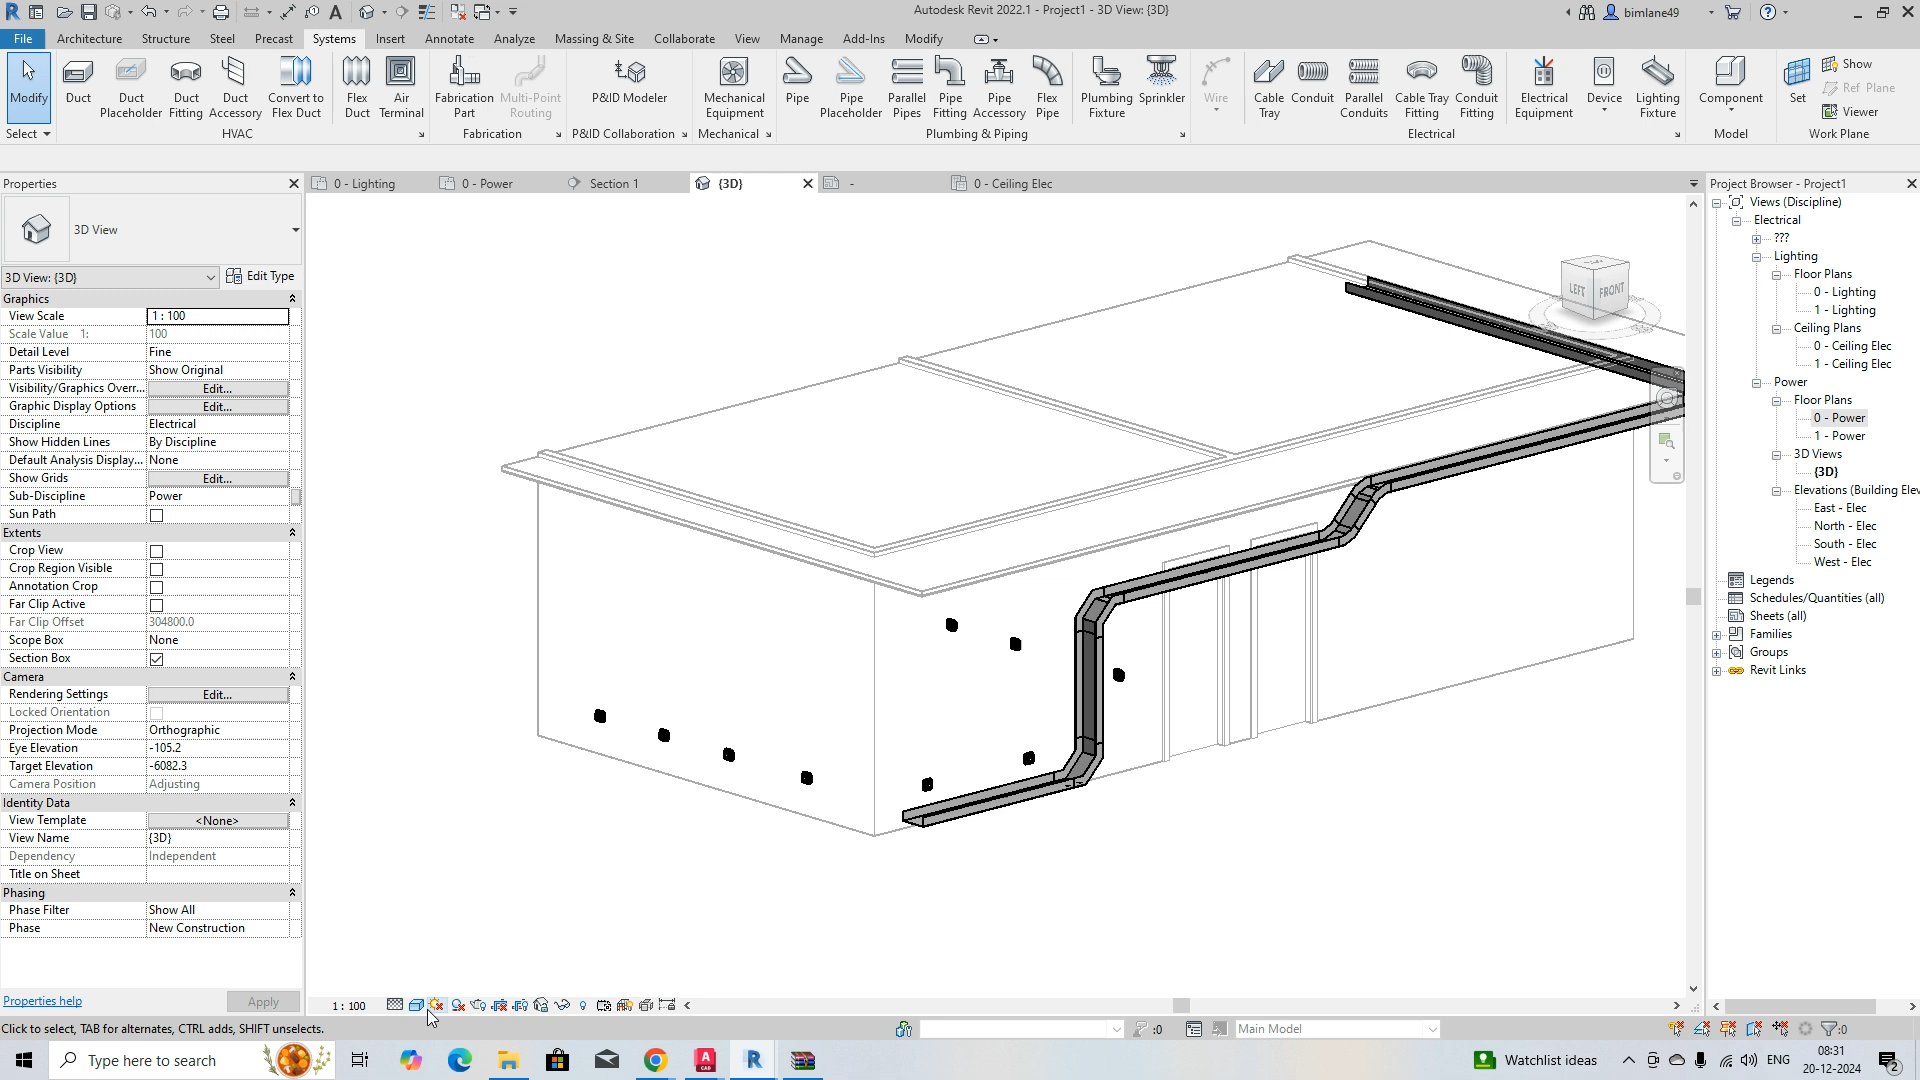 Autodesk Revit 2022.1 - Project1 - 3D View: {3D}
bimlane49
File Architecture Structure Steel Precast Systems Insert Annotate Analyze Massing & Site Collaborate View Manage Add-Ins Modify
Modify
Duct
Duct Placeholder
Duct Fitting
Duct Accessory
Convert to Flex Duct
Flex Duct
Air Terminal
Fabrication Part
Multi-Point Routing
P&ID Modeler
Mechanical Equipment
Pipe
Pipe Placeholder
Parallel Pipes
Pipe Fitting
Pipe Accessory
Flex Pipe
Plumbing Fixture
Sprinkler
Wire
Cable Tray
Conduit
Parallel Conduits
Cable Tray Fitting
Conduit Fitting
Electrical Equipment
Device
Lighting Fixture
Component
Set
Show
Ref Plane
Viewer
Select HVAC Fabrication P&ID Collaboration Mechanical Plumbing & Piping Electrical Model Work Plane
Properties
0 - Lighting 0 - Power Section 1 {3D} - 0 - Ceiling Elec
3D View
3D View: {3D} Edit Type
Graphics
View Scale 1 : 100
Scale Value 1: 100
Detail Level Fine
Parts Visibility Show Original
Visibility/Graphics Overr... Edit...
Graphic Display Options Edit...
Discipline Electrical
Show Hidden Lines By Discipline
Default Analysis Display... None
Show Grids Edit...
Sub-Discipline Power
Sun Path
Extents
Crop View
Crop Region Visible
Annotation Crop
Far Clip Active
Far Clip Offset 304800.0
Scope Box None
Section Box
Camera
Rendering Settings Edit...
Locked Orientation
Projection Mode Orthographic
Eye Elevation -105.2
Target Elevation -6082.3
Camera Position Adjusting
Identity Data
View Template <None>
View Name {3D}
Dependency Independent
Title on Sheet
Phasing
Phase Filter Show All
Phase New Construction
Properties help Apply
LEFT FRONT
Project Browser - Project1
Views (Discipline)
Electrical
???
Lighting
Floor Plans
0 - Lighting
1 - Lighting
Ceiling Plans
0 - Ceiling Elec
1 - Ceiling Elec
Power
Floor Plans
0 - Power
1 - Power
3D Views
{3D}
Elevations (Building Elev
East - Elec
North - Elec
South - Elec
West - Elec
Legends
Schedules/Quantities (all)
Sheets (all)
Families
Groups
Revit Links
1 : 100
Click to select, TAB for alternates, CTRL adds, SHIFT unselects.
:0
Main Model
:0
Type here to search
Watchlist ideas
ENG
08:31
20-12-2024
2